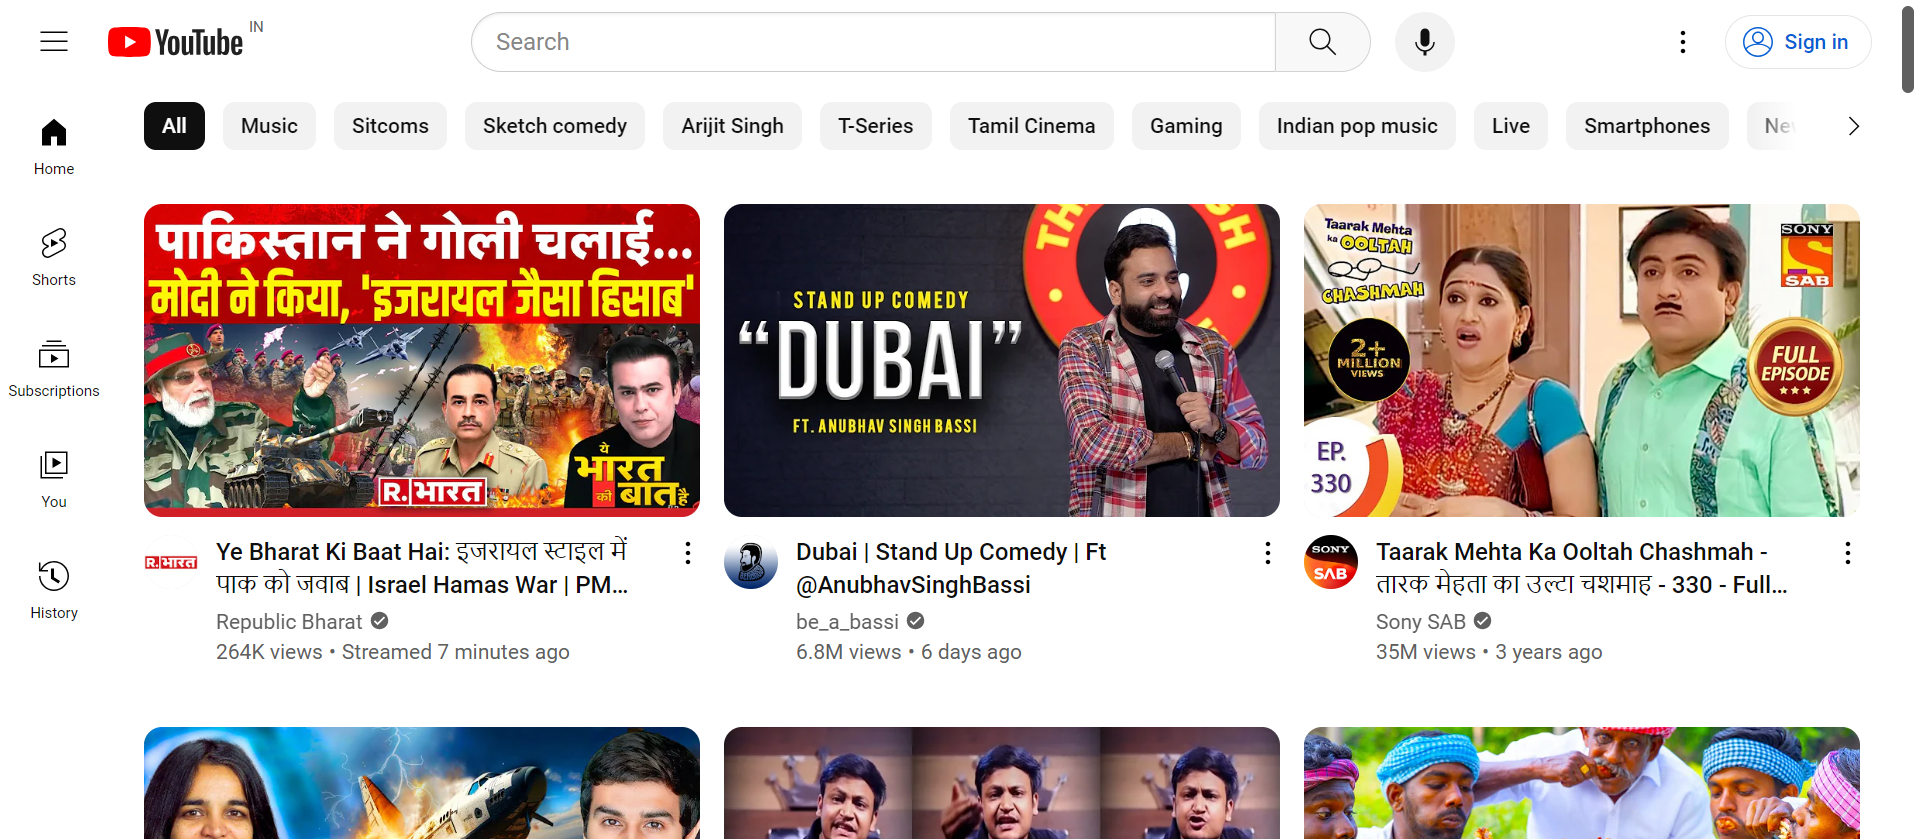 YouTube IN
Search
Sign in
All
Music
Sitcoms
Sketch comedy
Arijit Singh
T-Series
Tamil Cinema
Gaming
Indian pop music
Live
Smartphones
Home
Shorts
Subscriptions
You
History
पाकिस्तान ने गोली चलाई...
मोदी ने किया, 'इजरायल जैसा हिसाब'
R.भारत
ये
भारत
की बात है
STAND UP COMEDY
“DUBAI”
FT. ANUBHAV SINGH BASSI
Taarak Mehta
ka OOLTAH
CHASHMAH
SONY
SAB
2+
MILLION
VIEWS
FULL
EPISODE
EP.
330
R.भारत
Ye Bharat Ki Baat Hai: इजरायल स्टाइल में
पाक को जवाब | Israel Hamas War | PM...
Republic Bharat
264K views • Streamed 7 minutes ago
Dubai | Stand Up Comedy | Ft
@AnubhavSinghBassi
be_a_bassi
6.8M views • 6 days ago
SONY
SAB
Taarak Mehta Ka Ooltah Chashmah -
तारक मेहता का उल्टा चशमाह - 330 - Full...
Sony SAB
35M views • 3 years ago